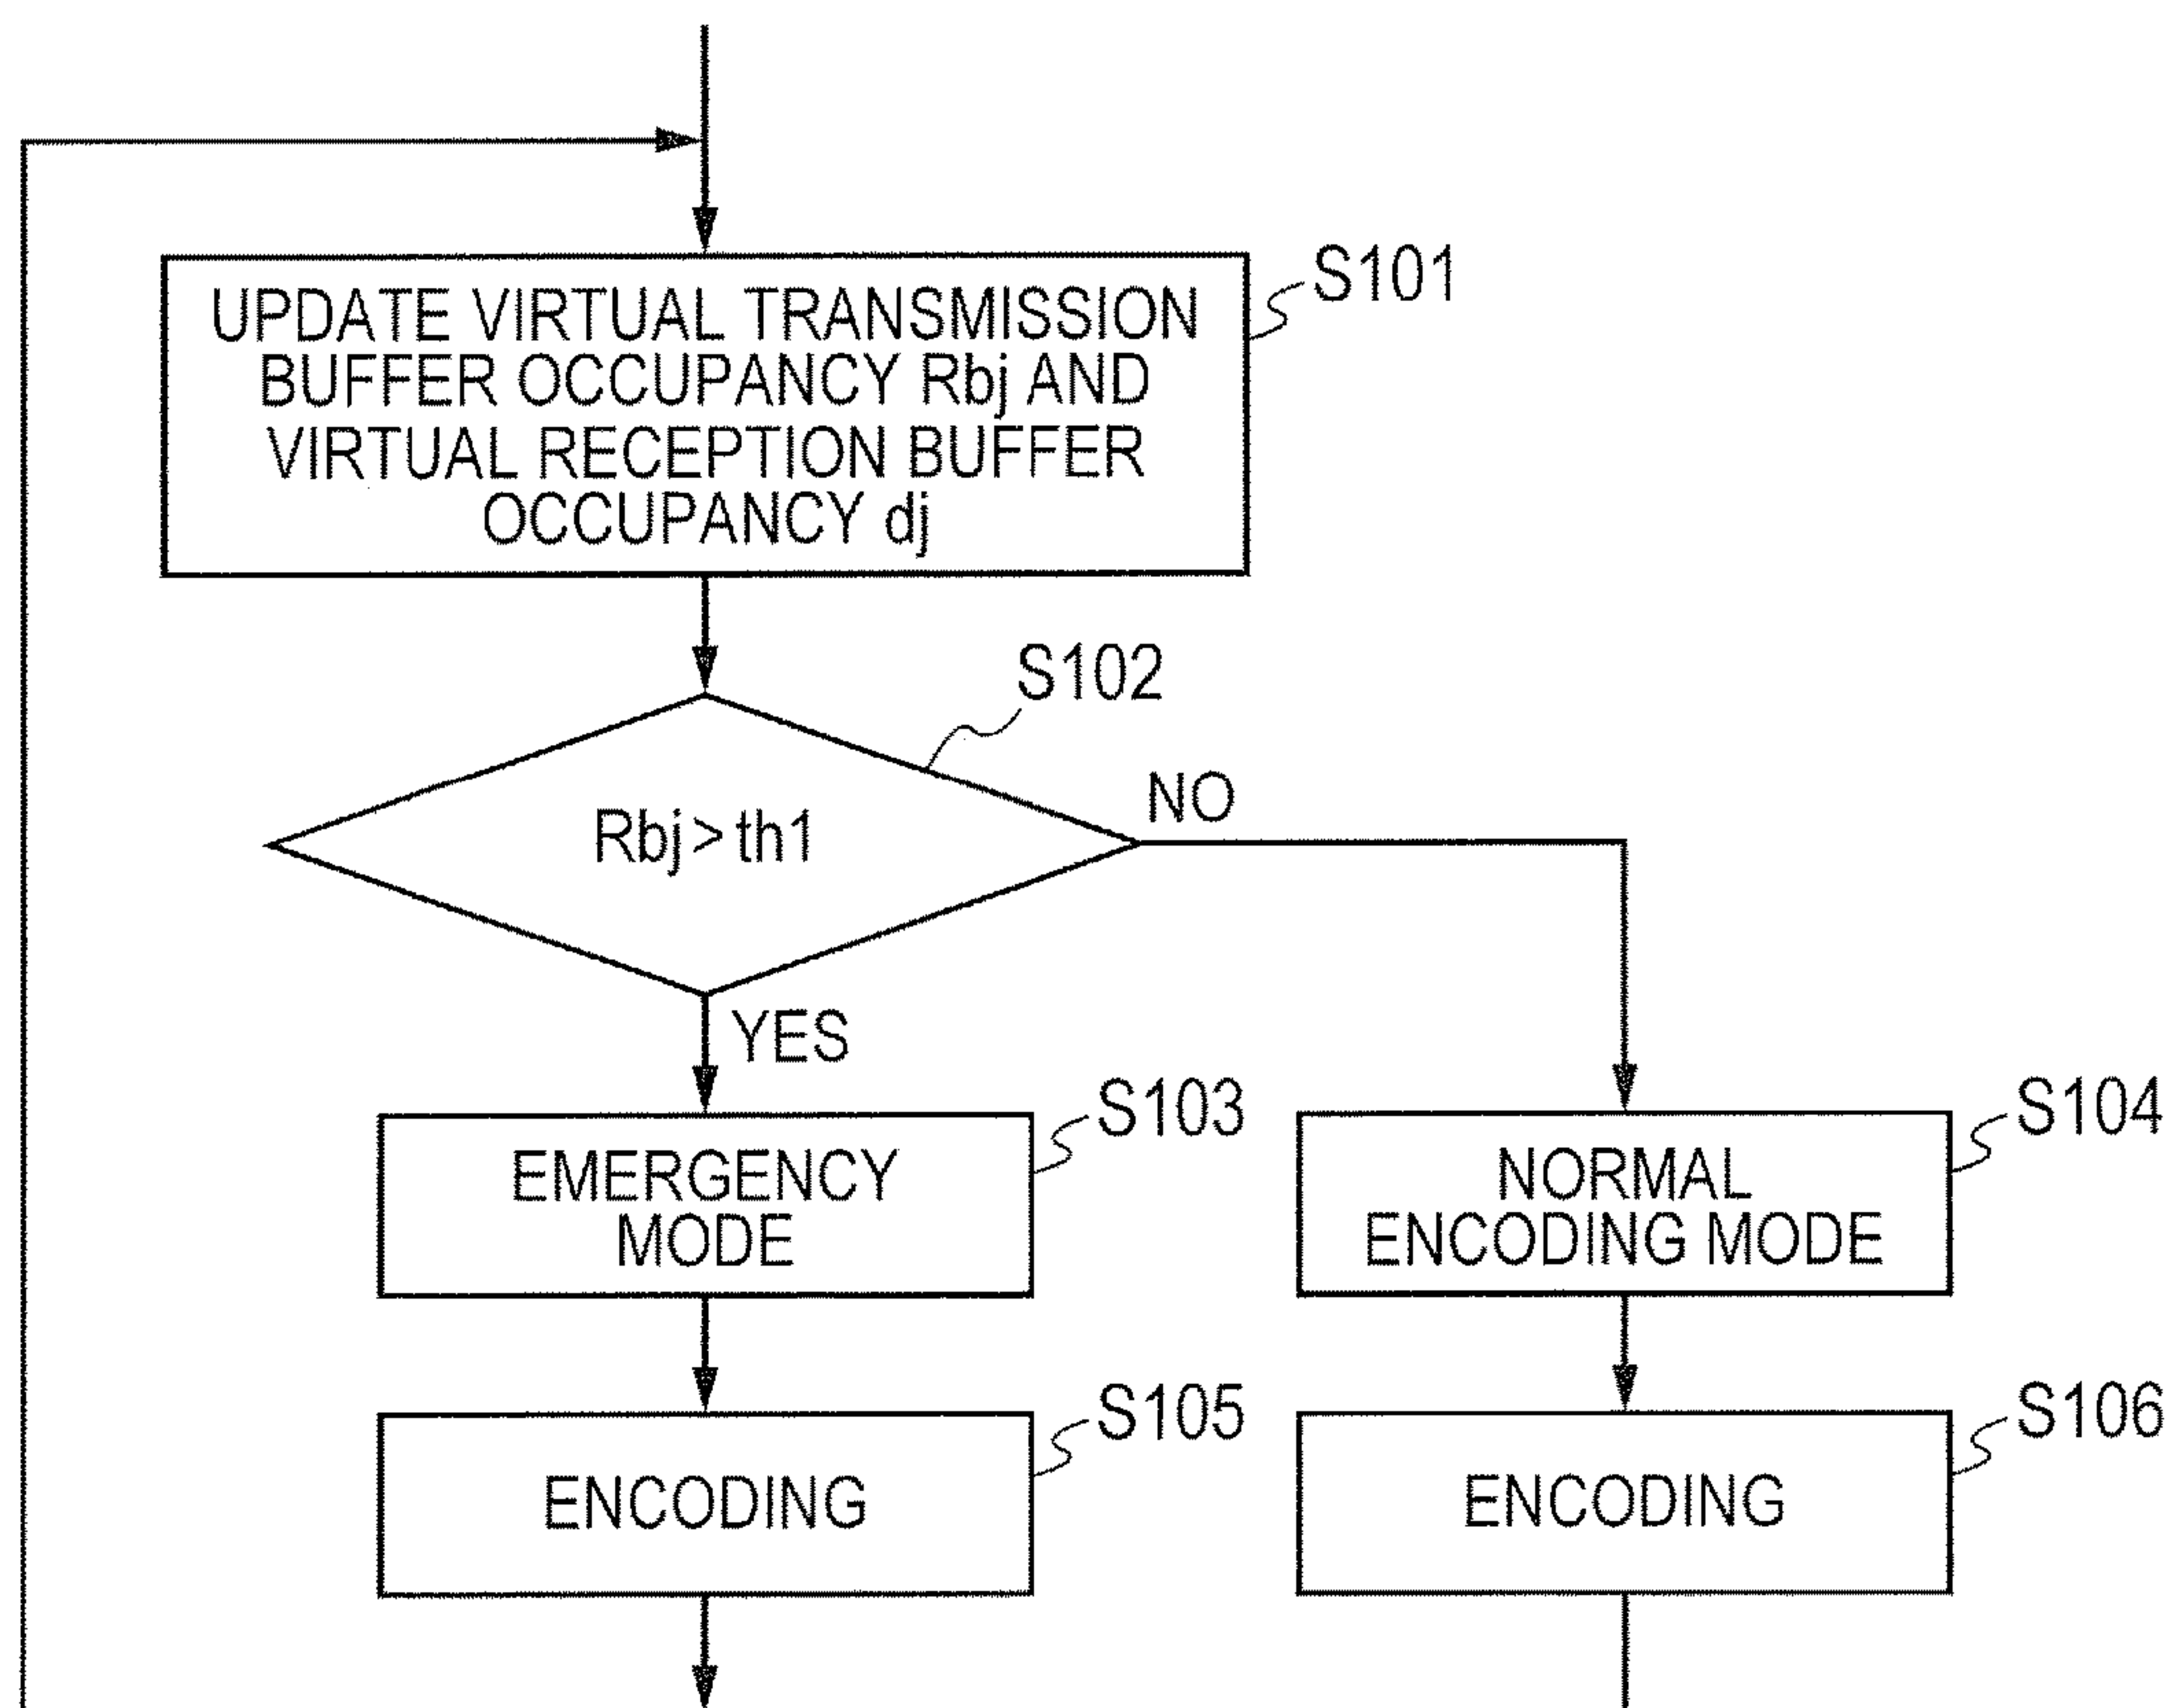 S101
UPDATE VIRTUAL TRANSMISSION
BUFFER OCCUPANCY Rbj AND
VIRTUAL RECEPTION BUFFER
OCCUPANCY dj
S102
Rbj > th1
NO
YES
S103
EMERGENCY
MODE
S104
NORMAL
ENCODING MODE
S105
ENCODING
S106
ENCODING